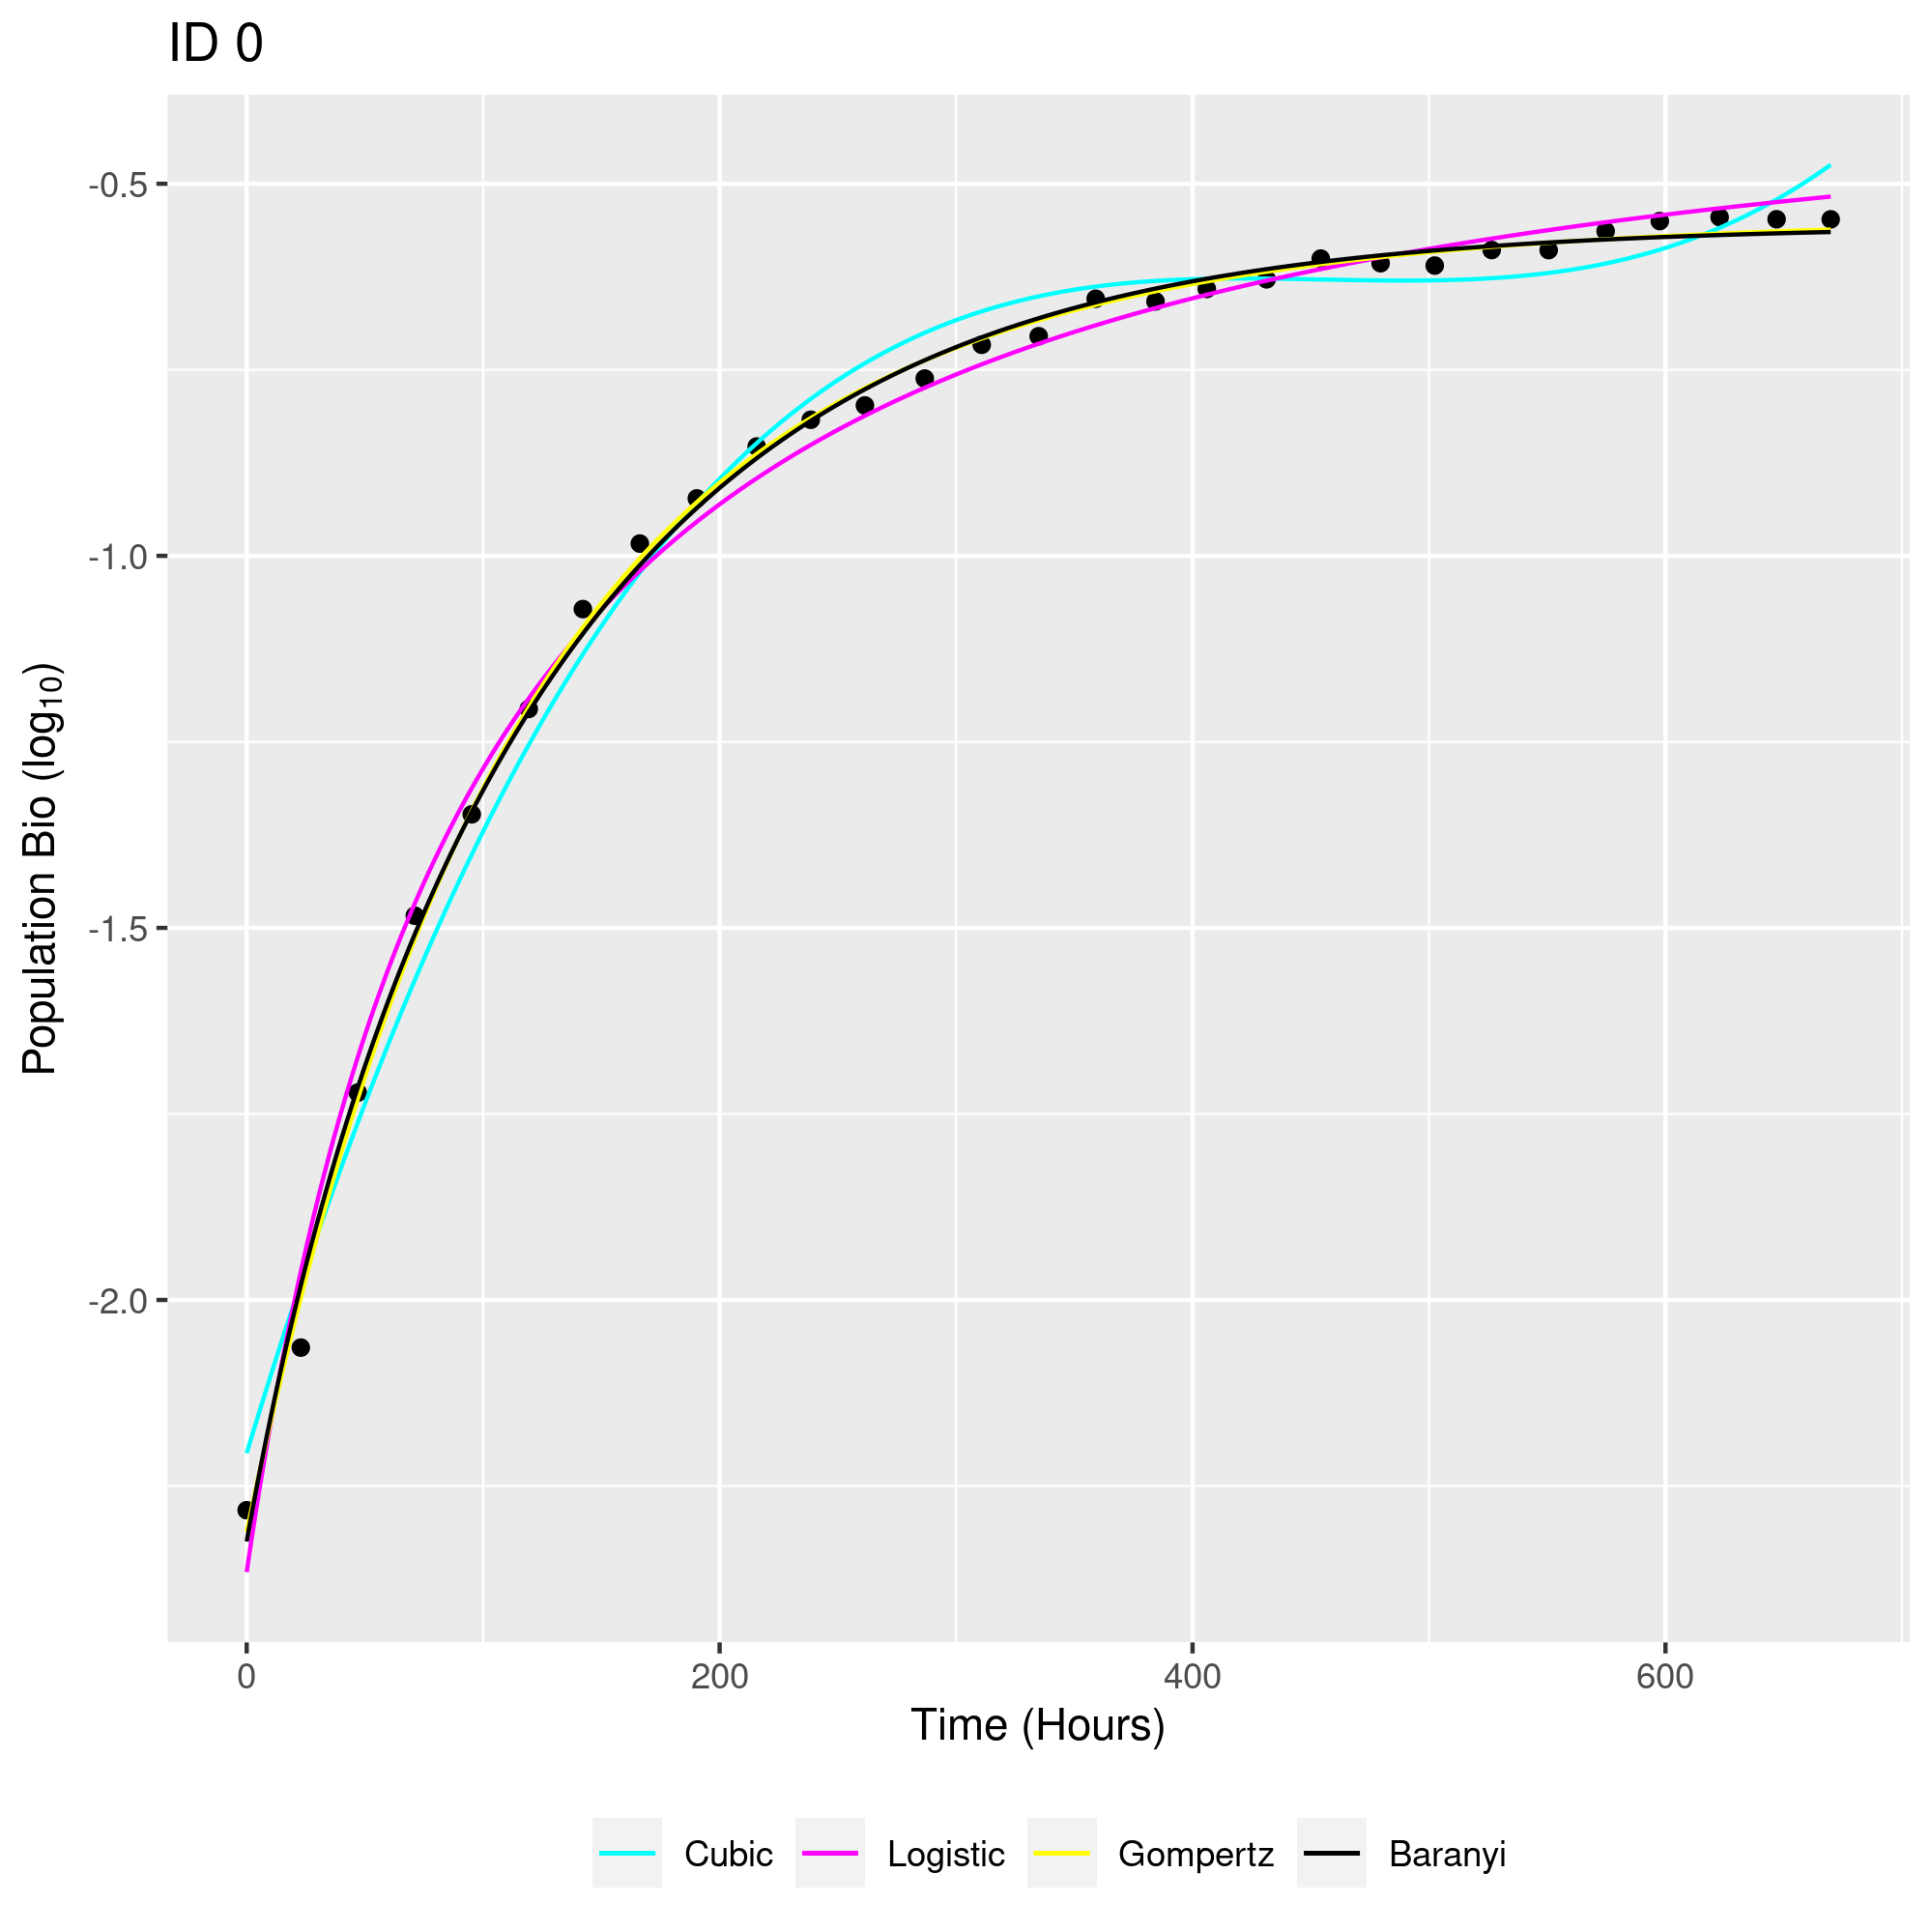 ID 0
-0.5
-1.0
-1.5
-2.0
Population Bio (log₁₀)
0 200 400 600
Time (Hours)
Cubic Logistic Gompertz Baranyi